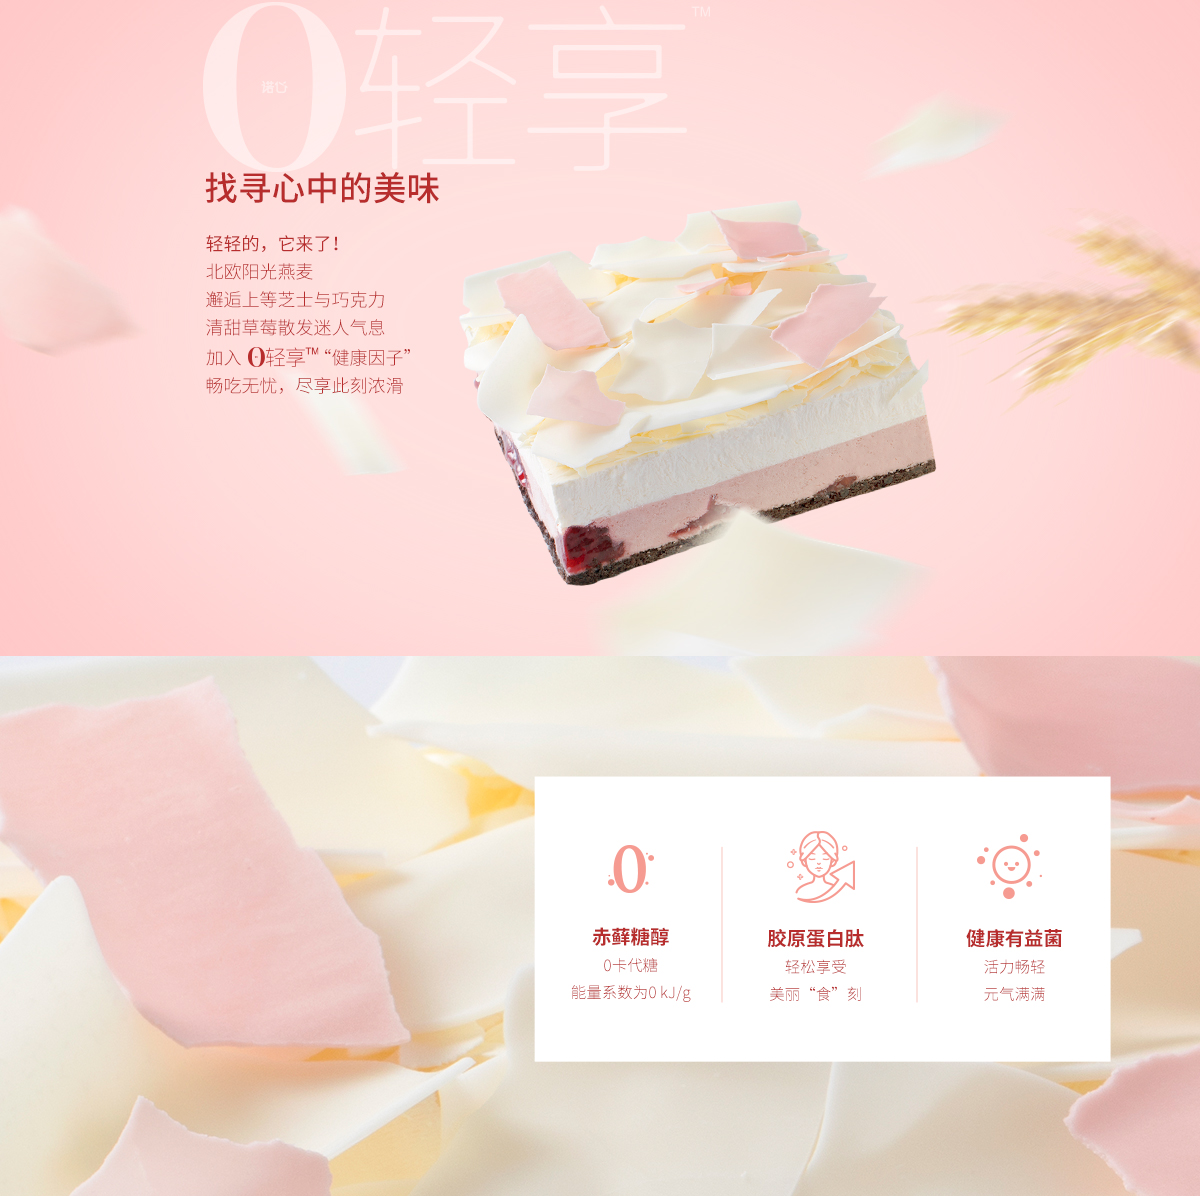 0轻享™
诺心
找寻心中的美味
轻轻的，它来了！
北欧阳光燕麦
邂逅上等芝士与巧克力
清甜草莓散发迷人气息
加入 0轻享™ “健康因子”
畅吃无忧，尽享此刻浓滑
0
赤藓糖醇
0卡代糖
能量系数为0 kJ/g
胶原蛋白肽
轻松享受
美丽“食”刻
健康有益菌
活力畅轻
元气满满